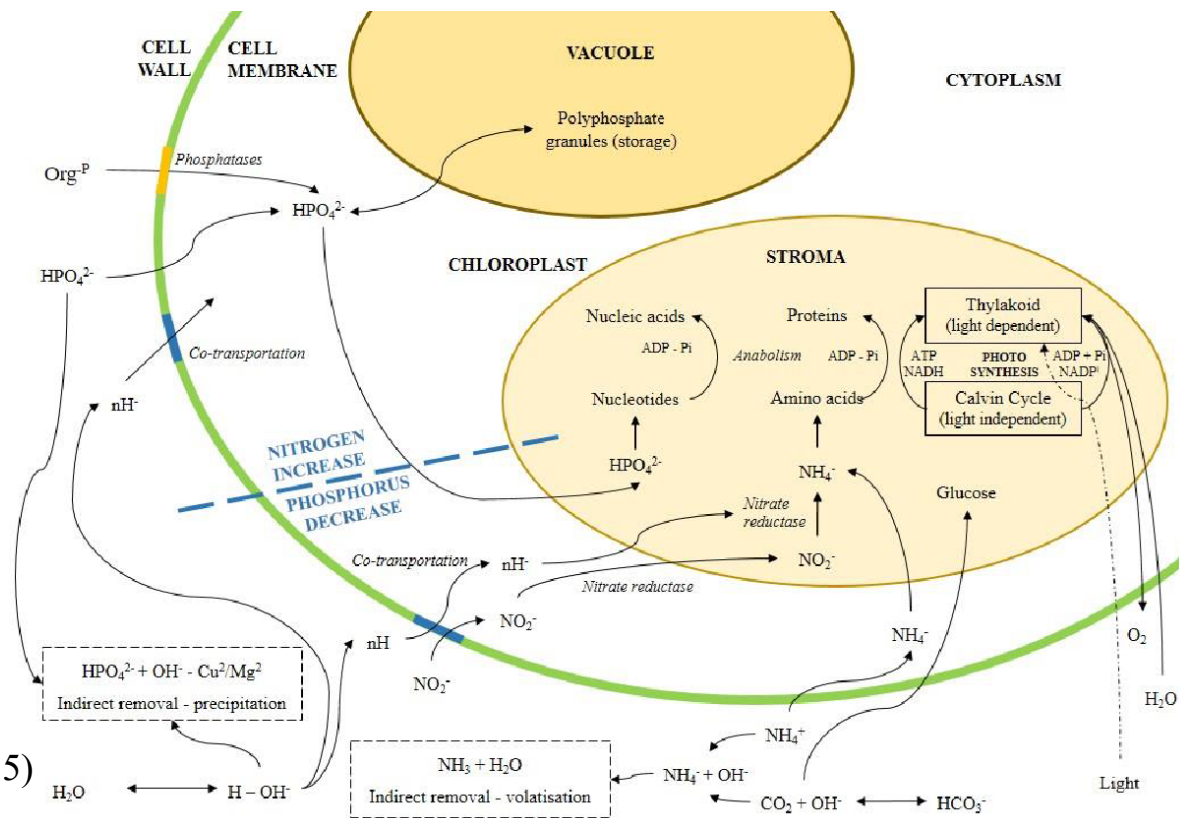 CELL WALL
CELL MEMBRANE
VACUOLE
CYTOPLASM
Polyphosphate
granules (storage)
Phosphatases
Org-P
HPO₄²⁻
HPO₄²⁻
CHLOROPLAST
STROMA
Nucleic acids
Proteins
Thylakoid
(light dependent)
Co-transportation
ADP - Pi
Anabolism
ADP - Pi
ATP
NADH
PHOTO
SYNTHESIS
ADP + Pi
NADP⁺
nH⁻
Nucleotides
Amino acids
Calvin Cycle
(light independent)
NITROGEN
INCREASE
PHOSPHORUS
DECREASE
HPO₄²⁻
NH₄⁻
Glucose
Nitrate
reductase
Co-transportation
nH⁻
NO₂⁻
Nitrate reductase
NO₂⁻
nH
NH₄⁻
O₂
HPO₄²⁻ + OH⁻ - Cu²/Mg²
Indirect removal - precipitation
NO₂⁻
H₂O
NH₄⁺
5)
NH₃ + H₂O
Indirect removal - volatisation
NH₄⁻ + OH⁻
Light
H₂O
H – OH⁻
CO₂ + OH⁻
HCO₃⁻